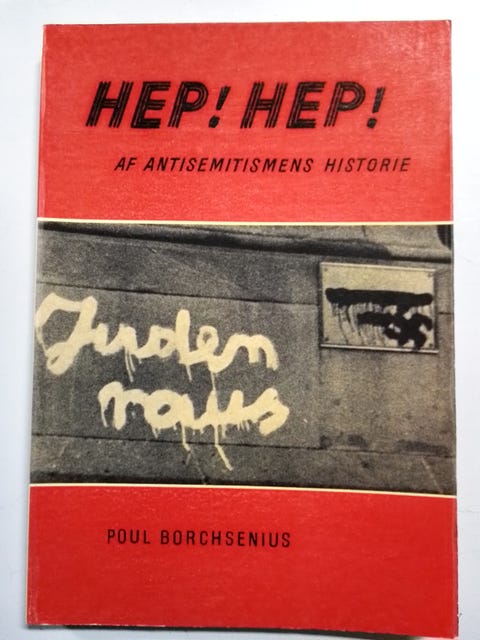 HEP! HEP!
AF ANTISEMITISMENS HISTORIE
Juden
raus
POUL BORCHSENIUS